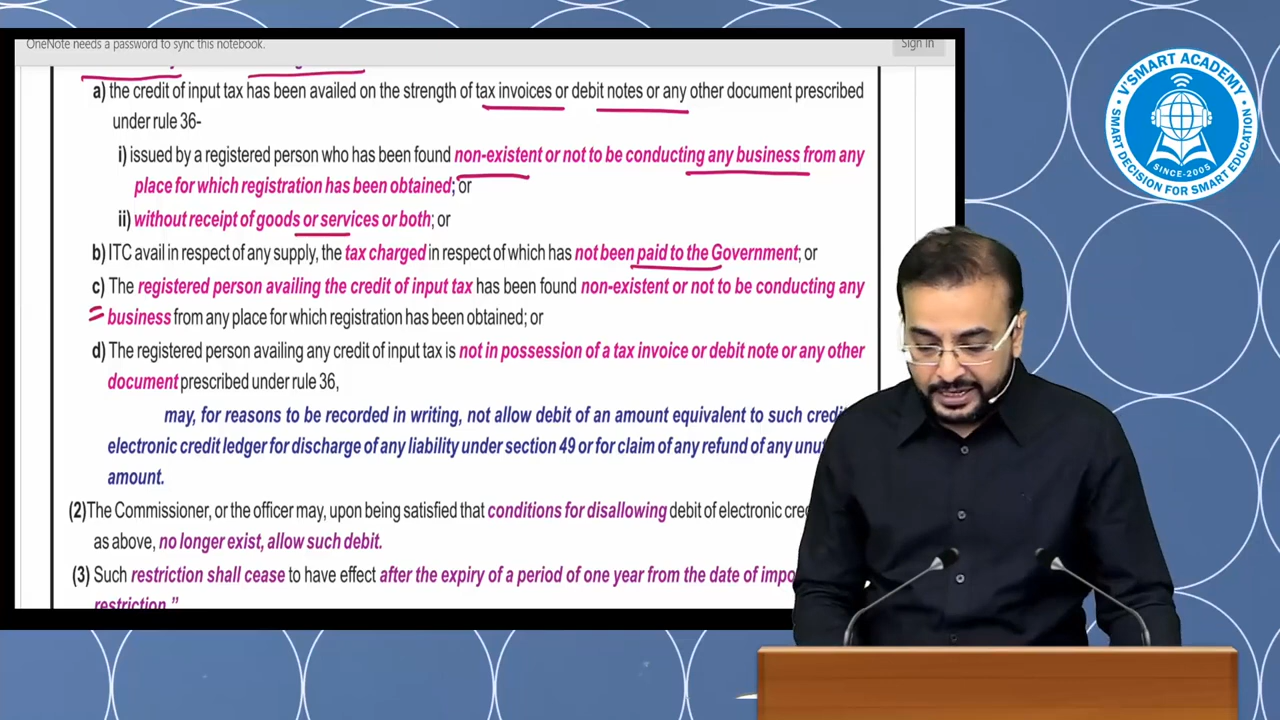 OneNote needs a password to sync this notebook.
Sign in
a) the credit of input tax has been availed on the strength of tax invoices or debit notes or any other document prescribed
under rule 36-
i) issued by a registered person who has been found non-existent or not to be conducting any business from any
place for which registration has been obtained; or
ii) without receipt of goods or services or both; or
b) ITC avail in respect of any supply, the tax charged in respect of which has not been paid to the Government; or
c) The registered person availing the credit of input tax has been found non-existent or not to be conducting any
business from any place for which registration has been obtained; or
d) The registered person availing any credit of input tax is not in possession of a tax invoice or debit note or any other
document prescribed under rule 36,
may, for reasons to be recorded in writing, not allow debit of an amount equivalent to such
electronic credit ledger for discharge of any liability under section 49 or for claim of any refund of any
amount.
(2)The Commissioner, or the officer may, upon being satisfied that conditions for disallowing debit of electronic
as above, no longer exist, allow such debit.
(3) Such restriction shall cease to have effect after the expiry of a period of one year from the date of
restriction.”
V'SMART ACADEMY
SINCE-2005
SMART DECISION FOR SMART EDUCATION